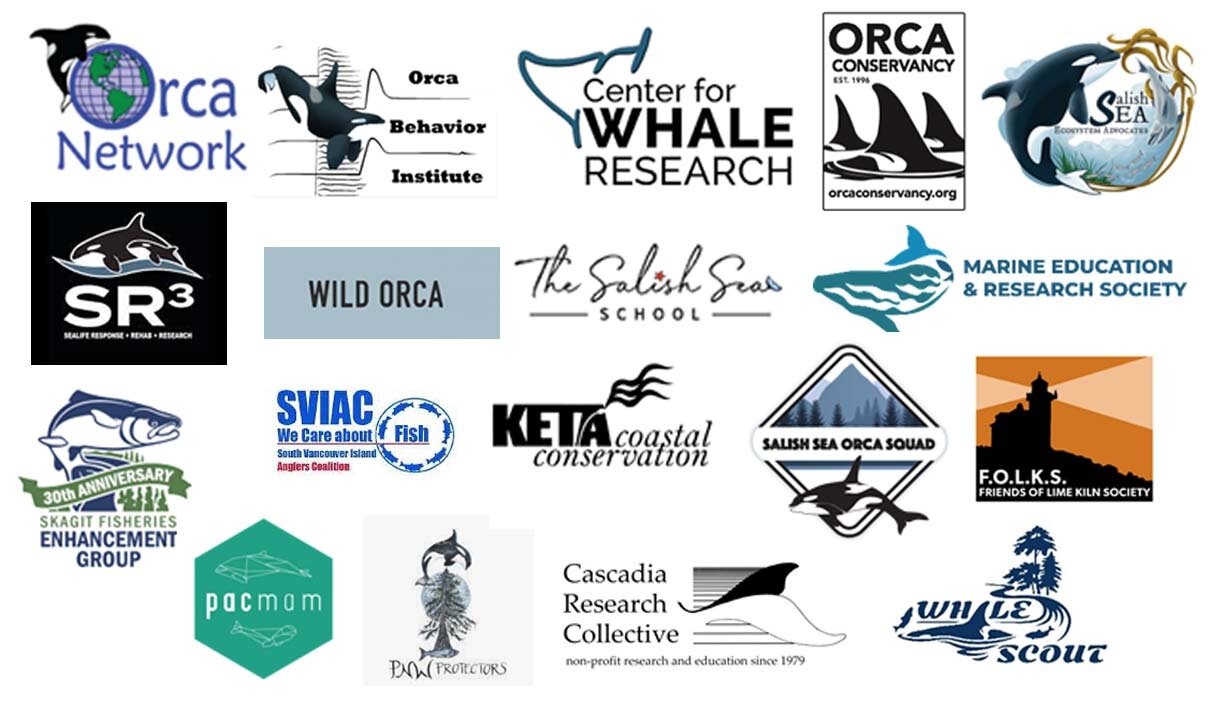 Orca
Network
Orca
Behavior
Institute
Center for
WHALE
RESEARCH
ORCA
CONSERVANCY
EST. 1996
orcaconservancy.org
Salish
SEA
ECOSYSTEM ADVOCATES
SR³
SEALIFE RESPONSE + REHAB + RESEARCH
WILD ORCA
The Salish Sea
SCHOOL
MARINE EDUCATION
& RESEARCH SOCIETY
30th ANNIVERSARY
SKAGIT FISHERIES
ENHANCEMENT
GROUP
SVIAC
We Care about Fish
South Vancouver Island
Anglers Coalition
KETA coastal
conservation
SALISH SEA ORCA SQUAD
F.O.L.K.S.
FRIENDS OF LIME KILN SOCIETY
pacmam
PNW PROTECTORS
Cascadia
Research
Collective
non-profit research and education since 1979
WHALE
SCOUT